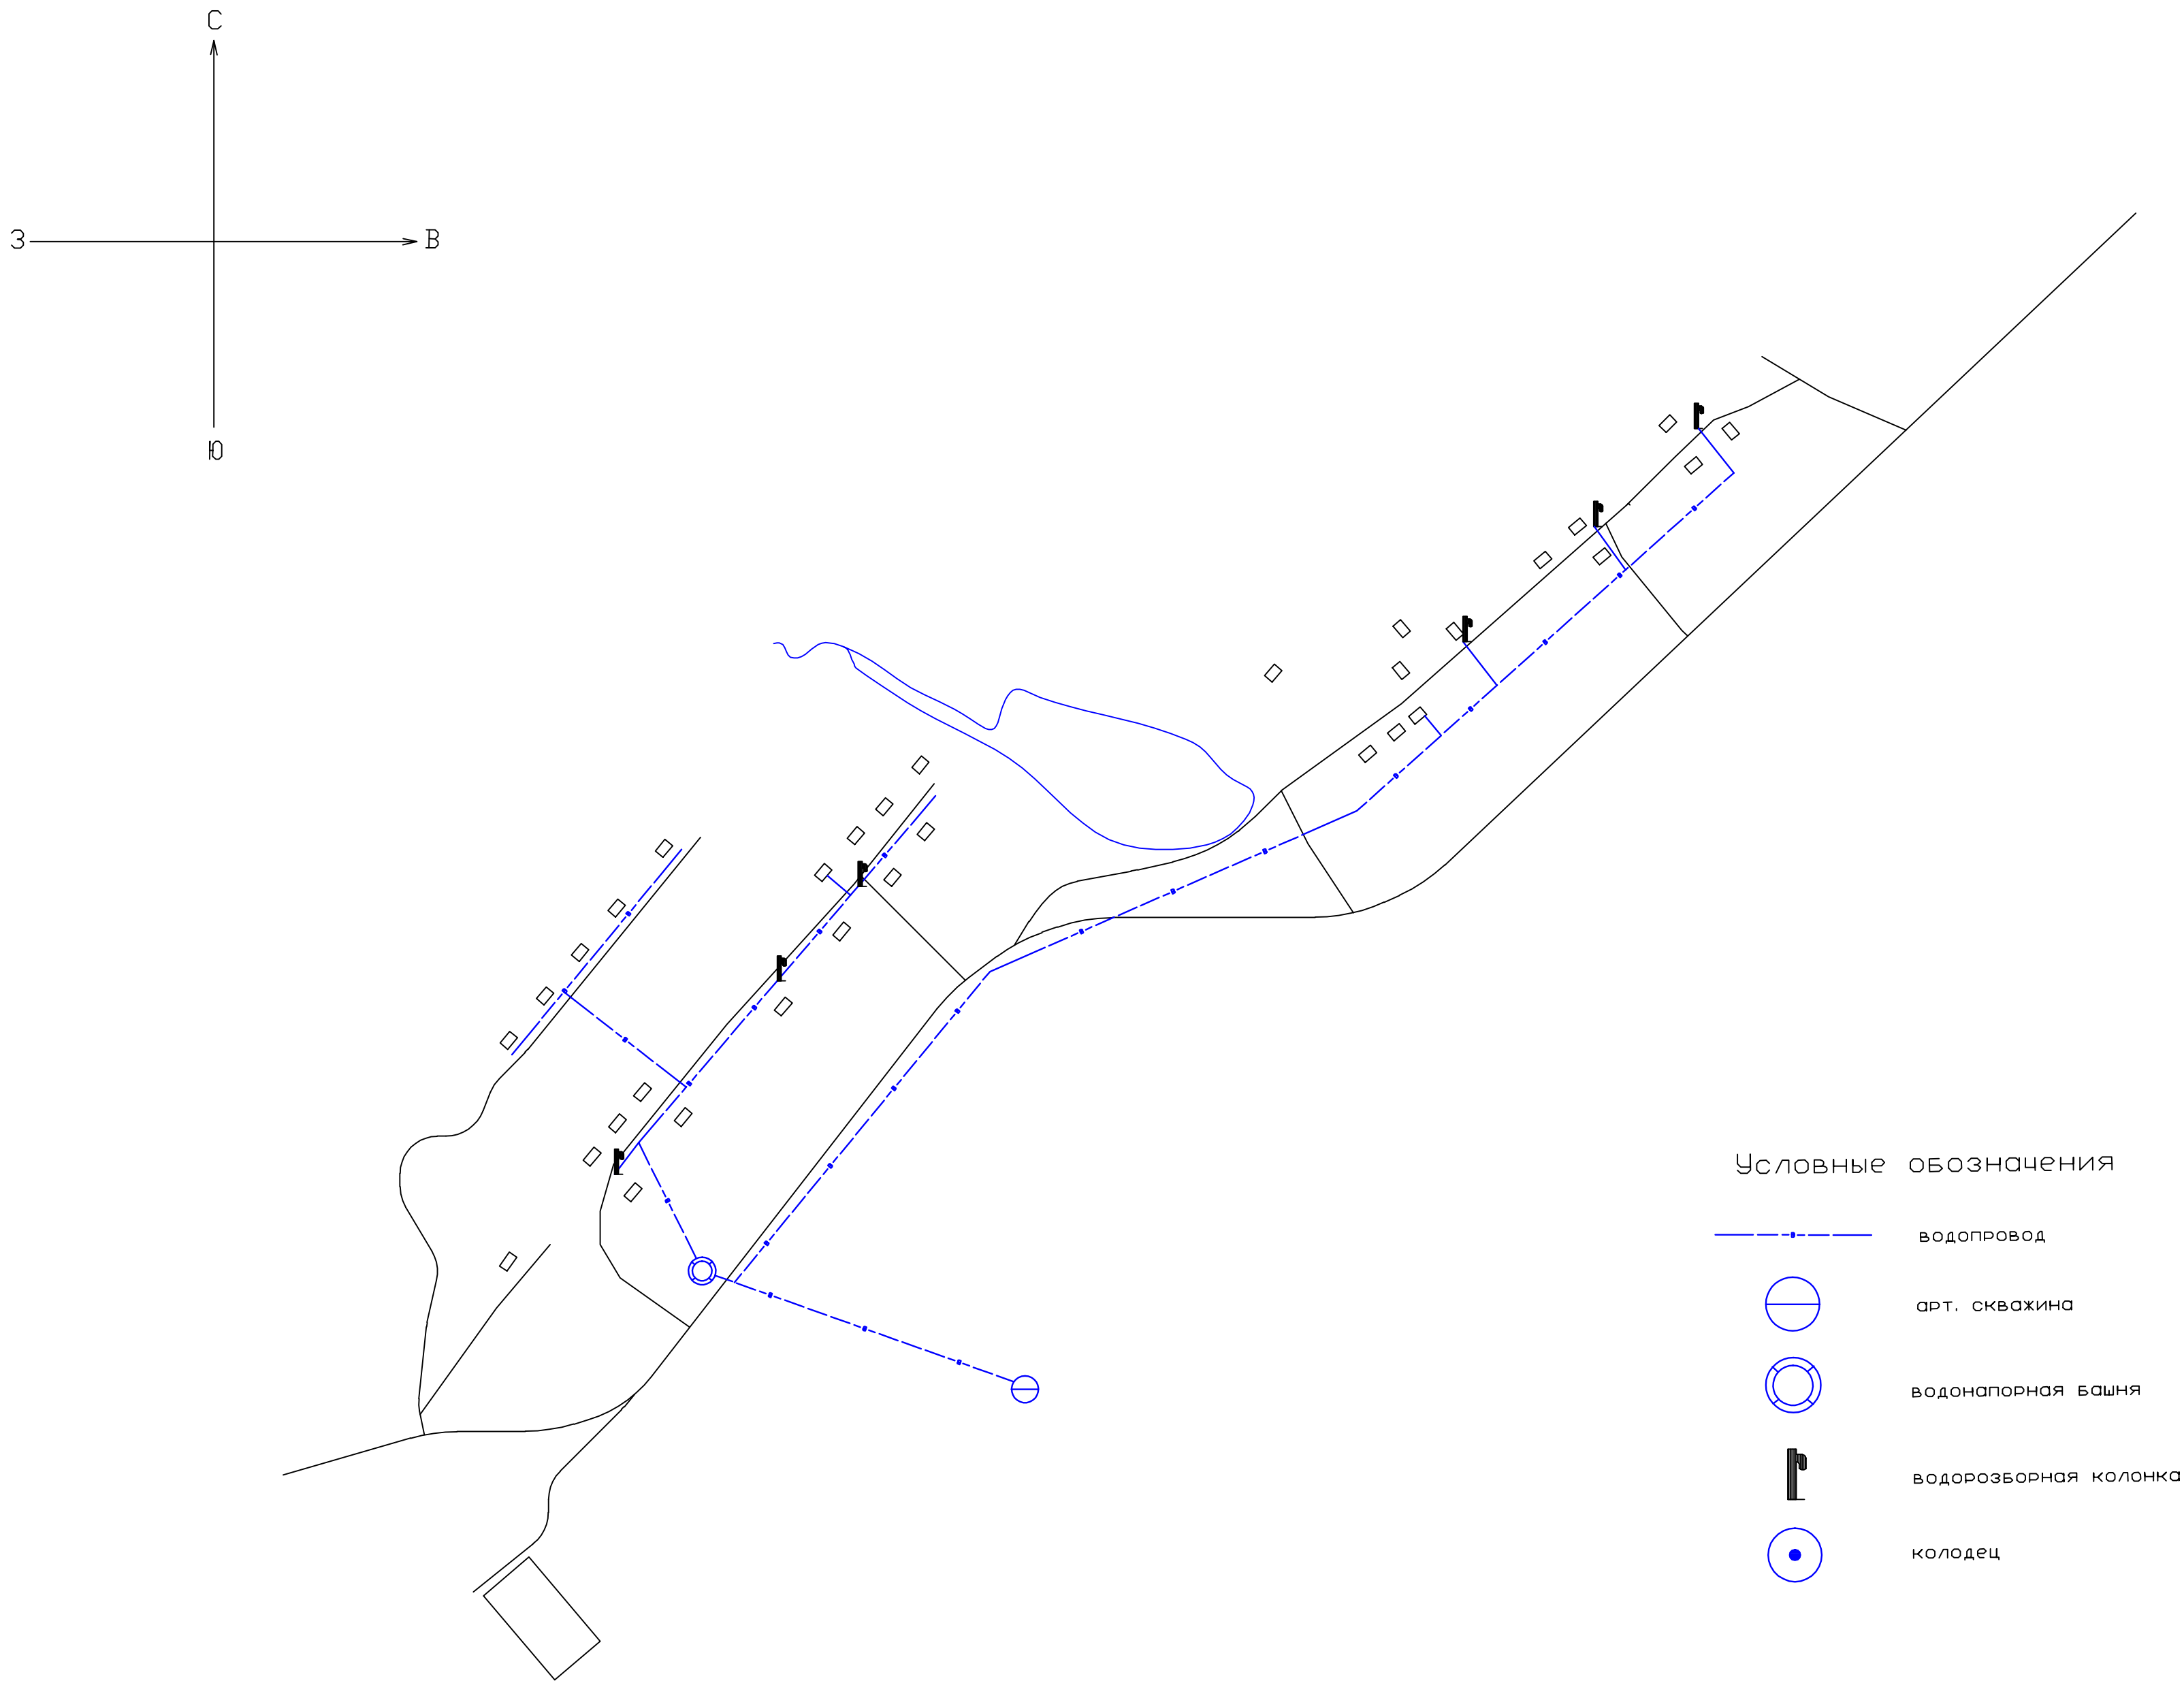 С
З
В
Ю
Условные обозначения
водопровод
арт. скважина
водонапорная башня
водорозборная колонка
колодец